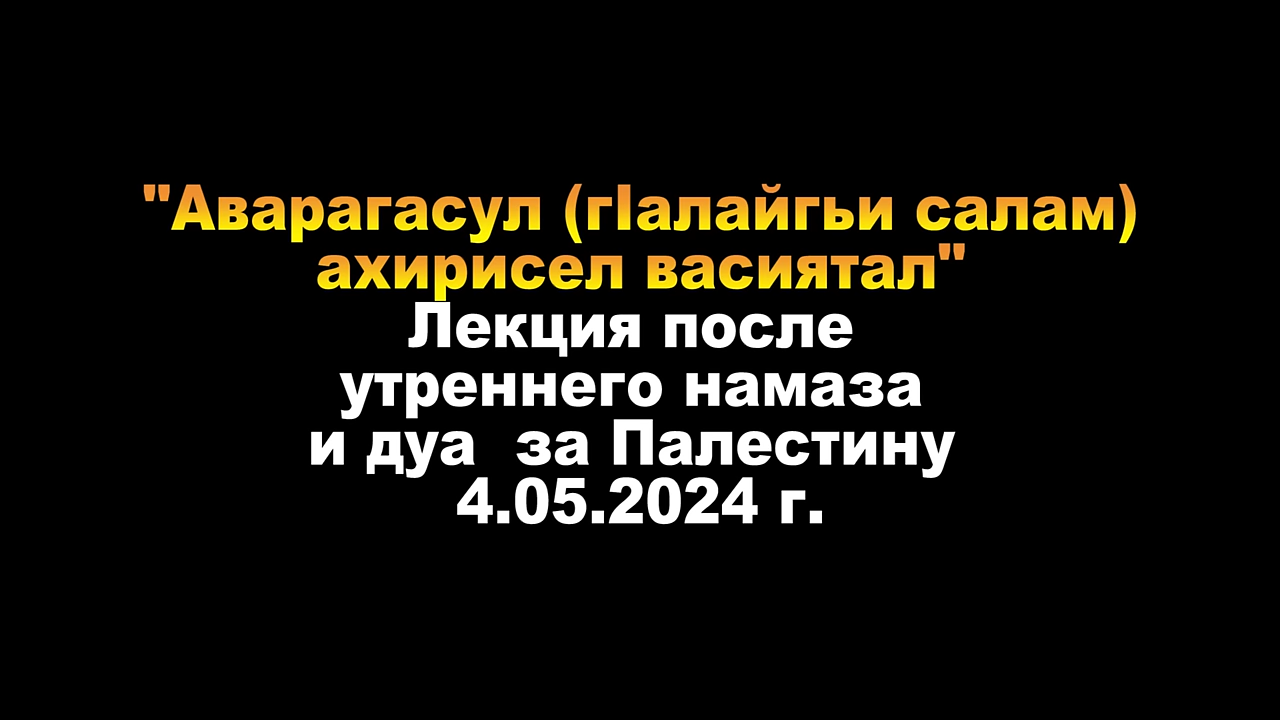 "Аварагасул (гӀалайгьи салам)
ахирисел васиятал"
Лекция после
утреннего намаза
и дуа  за Палестину
4.05.2024 г.